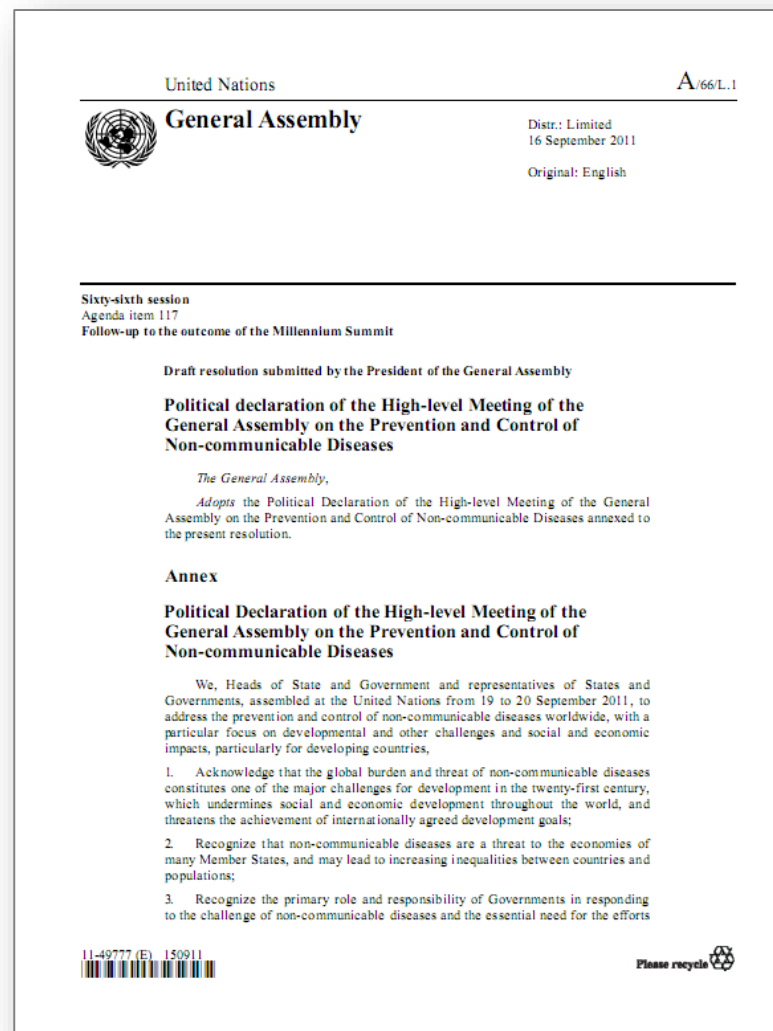 United Nations
A/66/L.1
General Assembly
Distr.: Limited
16 September 2011
Original: English
Sixty-sixth session
Agenda item 117
Follow-up to the outcome of the Millennium Summit
Draft resolution submitted by the President of the General Assembly
Political declaration of the High-level Meeting of the
General Assembly on the Prevention and Control of
Non-communicable Diseases
The General Assembly,
Adopts the Political Declaration of the High-level Meeting of the General
Assembly on the Prevention and Control of Non-communicable Diseases annexed to
the present resolution.
Annex
Political Declaration of the High-level Meeting of the
General Assembly on the Prevention and Control of
Non-communicable Diseases
We, Heads of State and Government and representatives of States and
Governments, assembled at the United Nations from 19 to 20 September 2011, to
address the prevention and control of non-communicable diseases worldwide, with a
particular focus on developmental and other challenges and social and economic
impacts, particularly for developing countries,
1. Acknowledge that the global burden and threat of non-communicable diseases
constitutes one of the major challenges for development in the twenty-first century,
which undermines social and economic development throughout the world, and
threatens the achievement of internationally agreed development goals;
2. Recognize that non-communicable diseases are a threat to the economies of
many Member States, and may lead to increasing inequalities between countries and
populations;
3. Recognize the primary role and responsibility of Governments in responding
to the challenge of non-communicable diseases and the essential need for the efforts
11-49777 (E) 150911
Please recycle